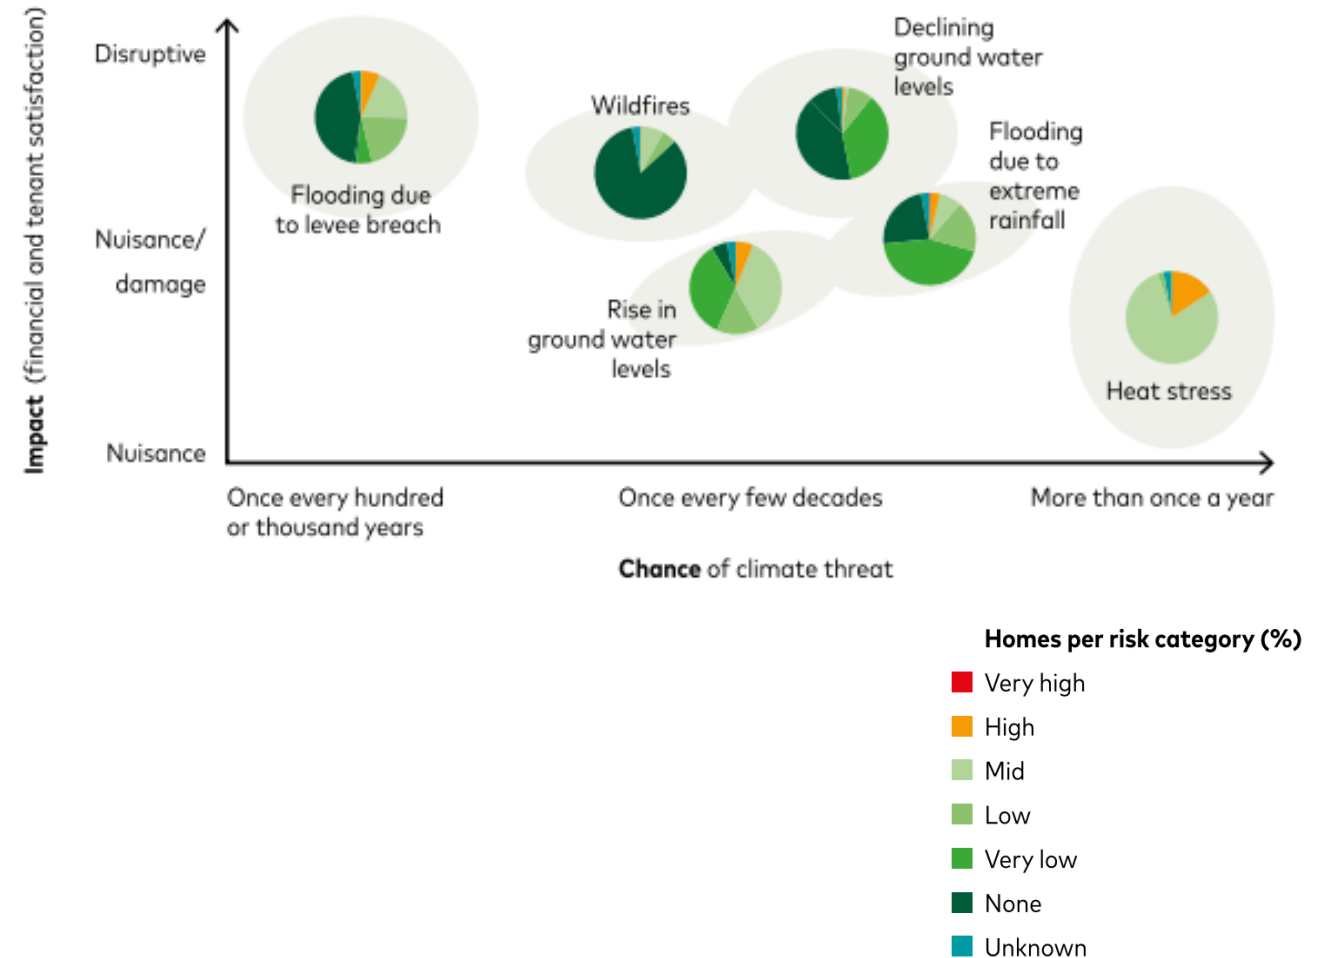 Impact (financial and tenant satisfaction)
Disruptive
Nuisance/
damage
Nuisance
Flooding due
to levee breach
Wildfires
Declining
ground water
levels
Flooding
due to
extreme
rainfall
Rise in
ground water
levels
Heat stress
Once every hundred
or thousand years
Once every few decades
More than once a year
Chance of climate threat
Homes per risk category (%)
Very high
High
Mid
Low
Very low
None
Unknown